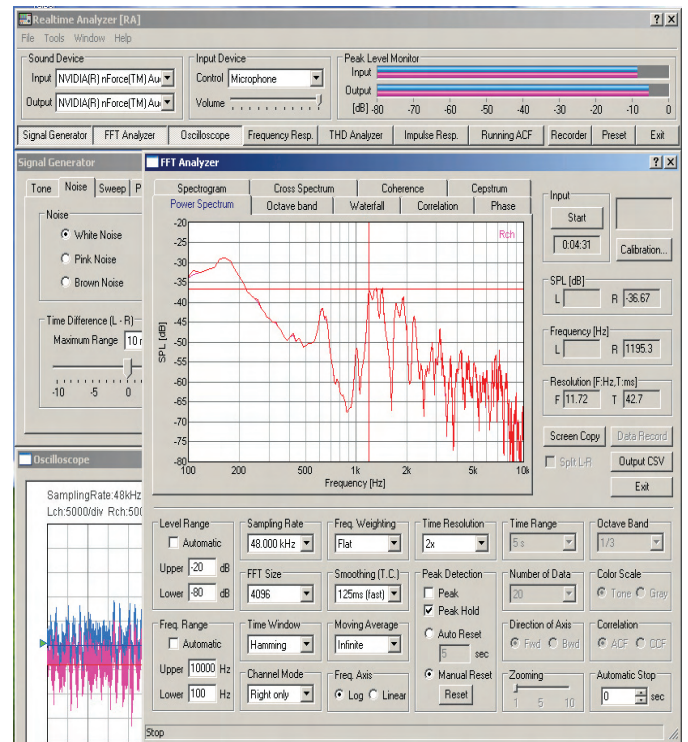 Realtime Analyzer [RA]
File Tools Window Help
Sound Device
Input NVIDIA(R) nForce(TM) Au
Output NVIDIA(R) nForce(TM) Au
Input Device
Control Microphone
Volume
Peak Level Monitor
Input
Output
[dB] -80 -70 -60 -50 -40 -30 -20 -10 0
Signal Generator FFT Analyzer Oscilloscope Frequency Resp. THD Analyzer Impulse Resp. Running ACF Recorder Preset Exit
Signal Generator
Tone Noise Sweep P
Noise
White Noise
Pink Noise
Brown Noise
Time Difference (L - R)
Maximum Range 10 r
-10 -5 0
Oscilloscope
SamplingRate:48kHz
Lch:5000/div Rch:500
FFT Analyzer
Spectrogram Cross Spectrum Coherence Cepstrum
Power Spectrum Octave band Waterfall Correlation Phase
Rch
SPL [dB]
-20
-25
-30
-35
-40
-45
-50
-55
-60
-65
-70
-75
-80
100 200 500 1k 2k 5k 10k
Frequency [Hz]
Input
Start
0:04:31
Calibration...
SPL [dB]
L R -36.67
Frequency [Hz]
L R 1195.3
Resolution [F:Hz,T:ms]
F 11.72 T 42.7
Screen Copy Data Record
Split L-R Output CSV
Exit
Level Range
Automatic
Upper -20 dB
Lower -80 dB
Sampling Rate
48.000 kHz
Freq. Weighting
Flat
Time Resolution
2x
Time Range
5 s
Octave Band
1/3
FFT Size
4096
Smoothing (T.C.)
125ms (fast)
Peak Detection
Peak
Peak Hold
Auto Reset
5 sec
Manual Reset
Reset
Number of Data
20
Color Scale
Tone Gray
Freq. Range
Automatic
Upper 10000 Hz
Lower 100 Hz
Time Window
Hamming
Moving Average
Infinite
Direction of Axis
Fwd Bwd
Correlation
ACF CCF
Channel Mode
Right only
Freq. Axis
Log Linear
Zooming
1 5 10
Automatic Stop
0 sec
Stop